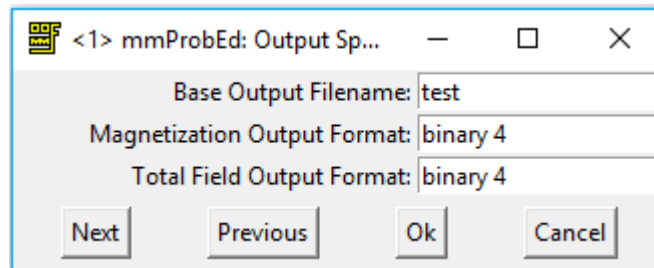 <1> mmProbEd: Output Sp...
Base Output Filename: test
Magnetization Output Format: binary 4
Total Field Output Format: binary 4
Next Previous Ok Cancel